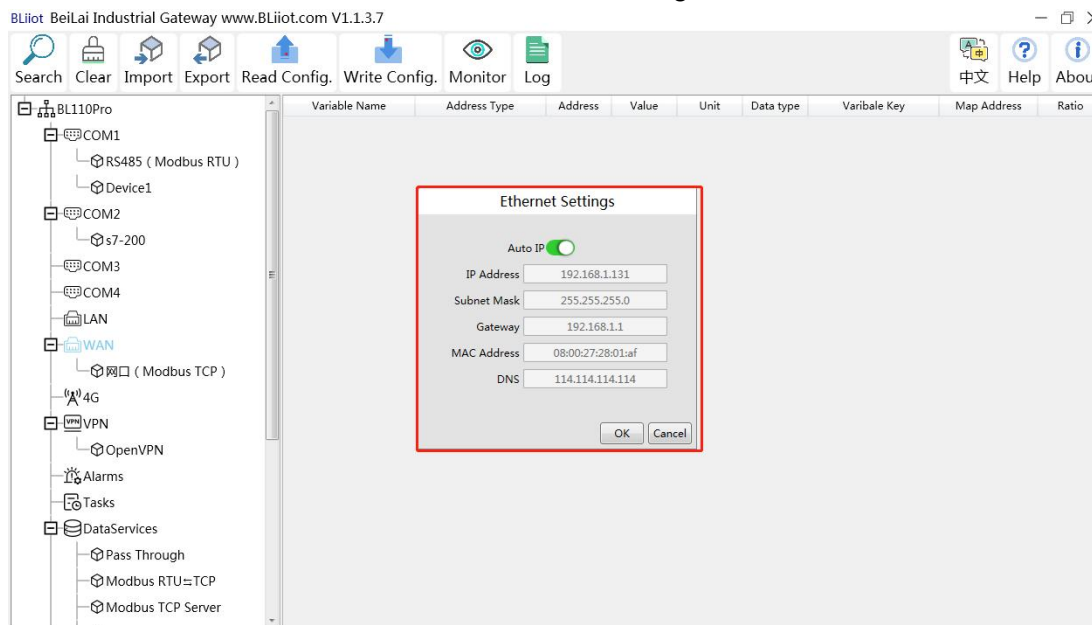 BLiiot BeiLai Industrial Gateway www.BLiiot.com V1.1.3.7
Search Clear Import Export Read Config. Write Config. Monitor Log 中文 Help Abou
BL110Pro
COM1
RS485 ( Modbus RTU )
Device1
COM2
s7-200
COM3
COM4
LAN
WAN
网口 ( Modbus TCP )
4G
VPN
OpenVPN
Alarms
Tasks
DataServices
Pass Through
Modbus RTU⇆TCP
Modbus TCP Server
Variable Name Address Type Address Value Unit Data type Varibale Key Map Address Ratio
Ethernet Settings
Auto IP
IP Address 192.168.1.131
Subnet Mask 255.255.255.0
Gateway 192.168.1.1
MAC Address 08:00:27:28:01:af
DNS 114.114.114.114
OK Cancel